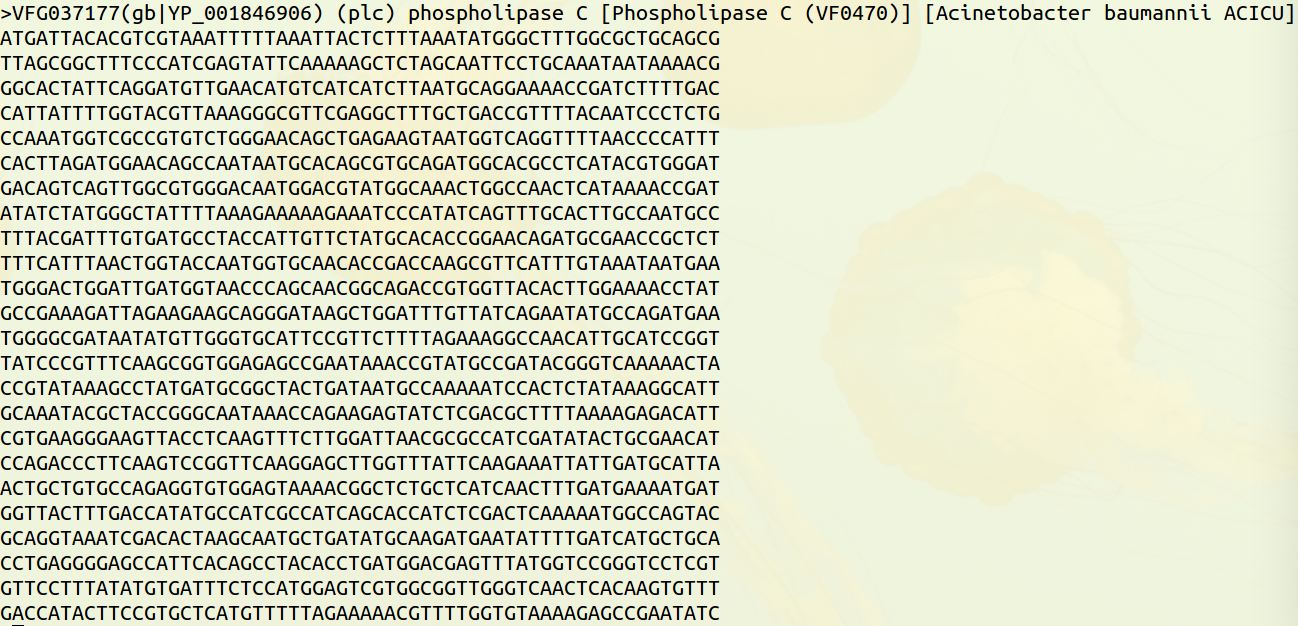 >VFG037177(gb|YP_001846906) (plc) phospholipase C [Phospholipase C (VF0470)] [Acinetobacter baumannii ACICU]
ATGATTACACGTCGTAAATTTTTAAATTACTCTTTAAATATGGGCTTTGGCGCTGCAGCG
TTAGCGGCTTTCCCATCGAGTATTCAAAAAGCTCTAGCAATTCCTGCAAATAATAAAACG
GGCACTATTCAGGATGTTGAACATGTCATCATCTTAATGCAGGAAAACCGATCTTTTGAC
CATTATTTTGGTACGTTAAAGGGCGTTCGAGGCTTTGCTGACCGTTTTACAATCCCTCTG
CCAAATGGTCGCCGTGTCTGGGAACAGCTGAGAAGTAATGGTCAGGTTTTAACCCCATTT
CACTTAGATGGAACAGCCAATAATGCACAGCGTGCAGATGGCACGCCTCATACGTGGGAT
GACAGTCAGTTGGCGTGGGACAATGGACGTATGGCAAACTGGCCAACTCATAAAACCGAT
ATATCTATGGGCTATTTTAAAGAAAAAGAAATCCCATATCAGTTTGCACTTGCCAATGCC
TTTACGATTTGTGATGCCTACCATTGTTCTATGCACACCGGAACAGATGCGAACCGCTCT
TTTCATTTAACTGGTACCAATGGTGCAACACCGACCAAGCGTTCATTTGTAAATAATGAA
TGGGACTGGATTGATGGTAACCCAGCAACGGCAGACCGTGGTTACACTTGGAAAACCTAT
GCCGAAAGATTAGAAGAAGCAGGGATAAGCTGGATTTGTTATCAGAATATGCCAGATGAA
TGGGGCGATAATATGTTGGGTGCATTCCGTTCTTTTAGAAAGGCCAACATTGCATCCGGT
TATCCCGTTTCAAGCGGTGGAGAGCCGAATAAACCGTATGCCGATACGGGTCAAAAACTA
CCGTATAAAGCCTATGATGCGGCTACTGATAATGCCAAAAATCCACTCTATAAAGGCATT
GCAAATACGCTACCGGGCAATAAACCAGAAGAGTATCTCGACGCTTTTAAAAGAGACATT
CGTGAAGGGAAGTTACCTCAAGTTTCTTGGATTAACGCGCCATCGATATACTGCGAACAT
CCAGACCCTTCAAGTCCGGTTCAAGGAGCTTGGTTTATTCAAGAAATTATTGATGCATTA
ACTGCTGTGCCAGAGGTGTGGAGTAAAACGGCTCTGCTCATCAACTTTGATGAAAATGAT
GGTTACTTTGACCATATGCCATCGCCATCAGCACCATCTCGACTCAAAAATGGCCAGTAC
GCAGGTAAATCGACACTAAGCAATGCTGATATGCAAGATGAATATTTTGATCATGCTGCA
CCTGAGGGGAGCCATTCACAGCCTACACCTGATGGACGAGTTTATGGTCCGGGTCCTCGT
GTTCCTTTATATGTGATTTCTCCATGGAGTCGTGGCGGTTGGGTCAACTCACAAGTGTTT
GACCATACTTCCGTGCTCATGTTTTTAGAAAAACGTTTTGGTGTAAAAGAGCCGAATATC